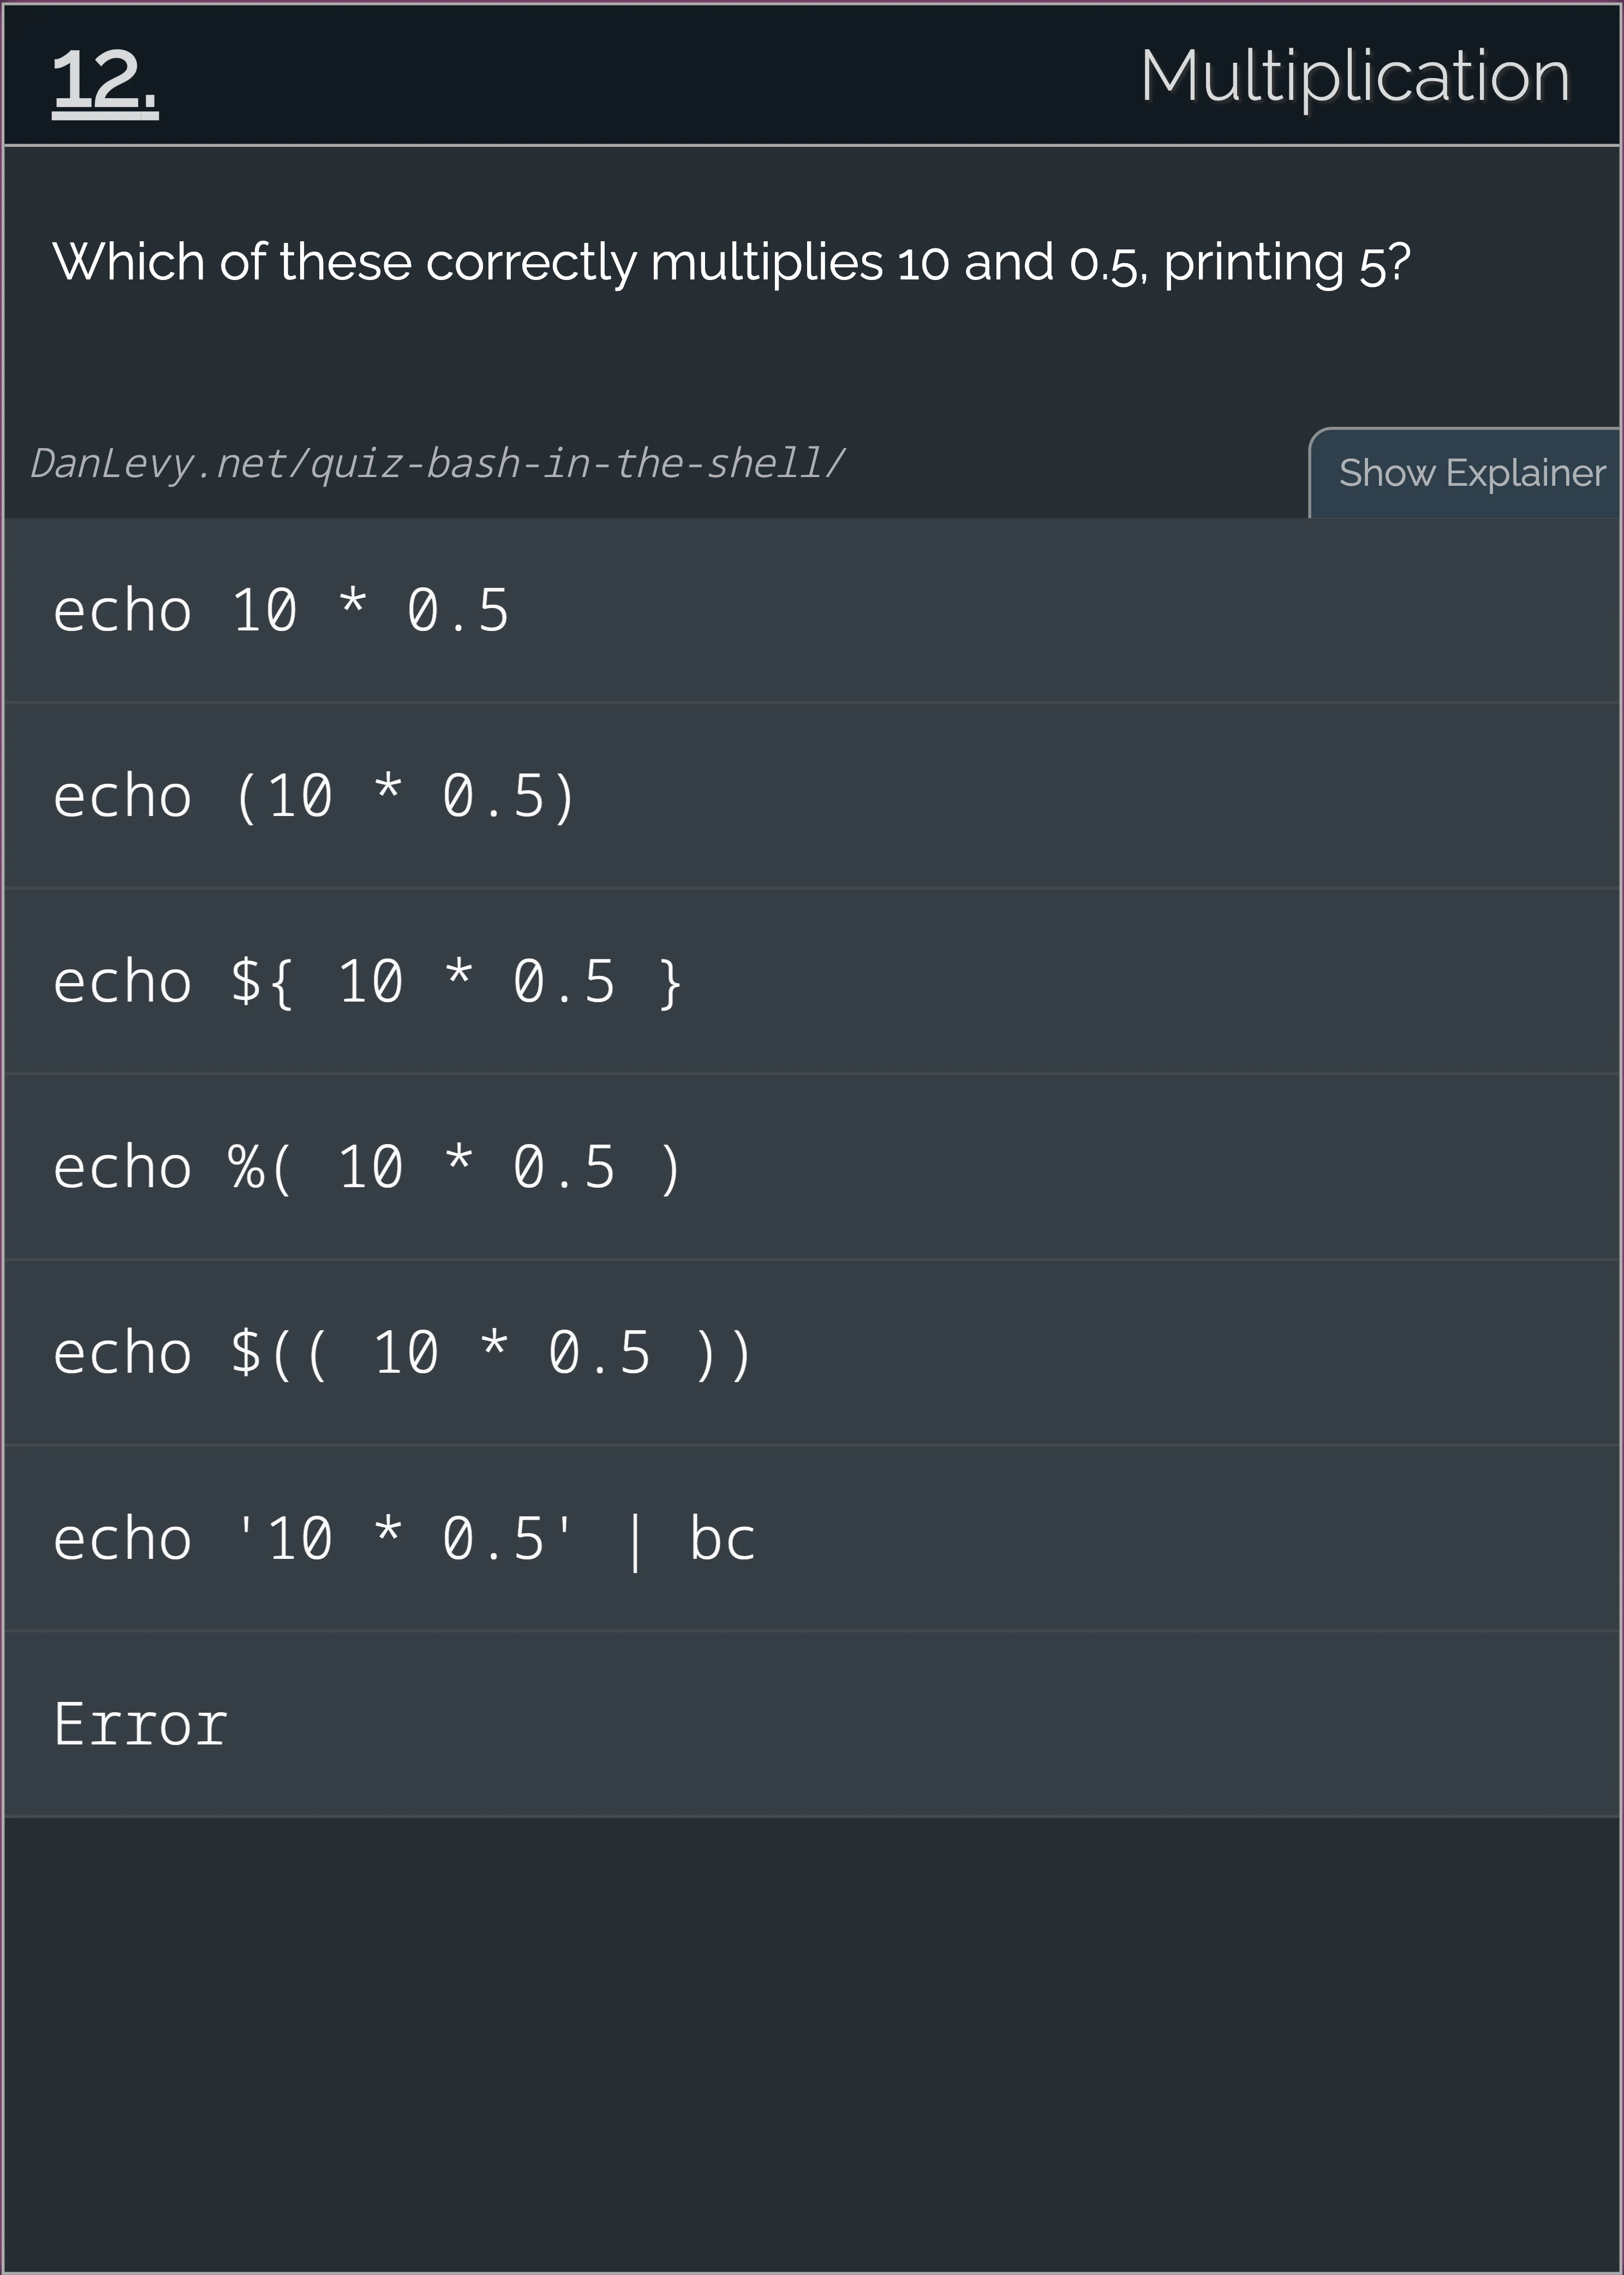 12.
Multiplication
Which of these correctly multiplies 10 and 0.5, printing 5?
DanLevy.net/quiz-bash-in-the-shell/
Show Explainer
echo 10 * 0.5
echo (10 * 0.5)
echo ${ 10 * 0.5 }
echo %( 10 * 0.5 )
echo $(( 10 * 0.5 ))
echo '10 * 0.5' | bc
Error